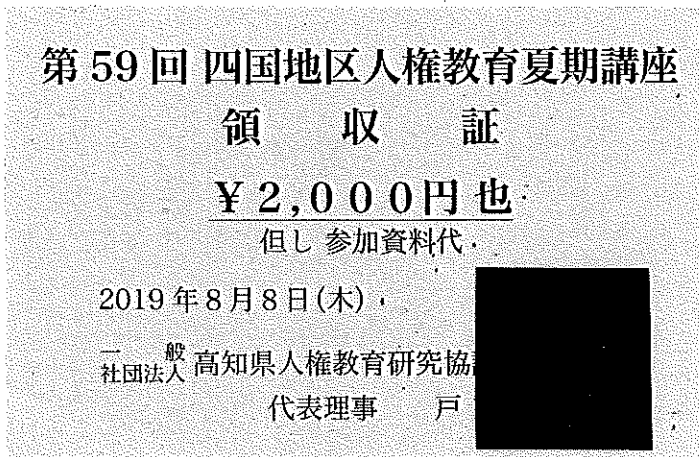 第59回 四国地区人権教育夏期講座
領 収 証
￥2,000円也
但し 参加資料代
2019年8月8日(木)
一般社団法人 高知県人権教育研究協
代表理事 戸